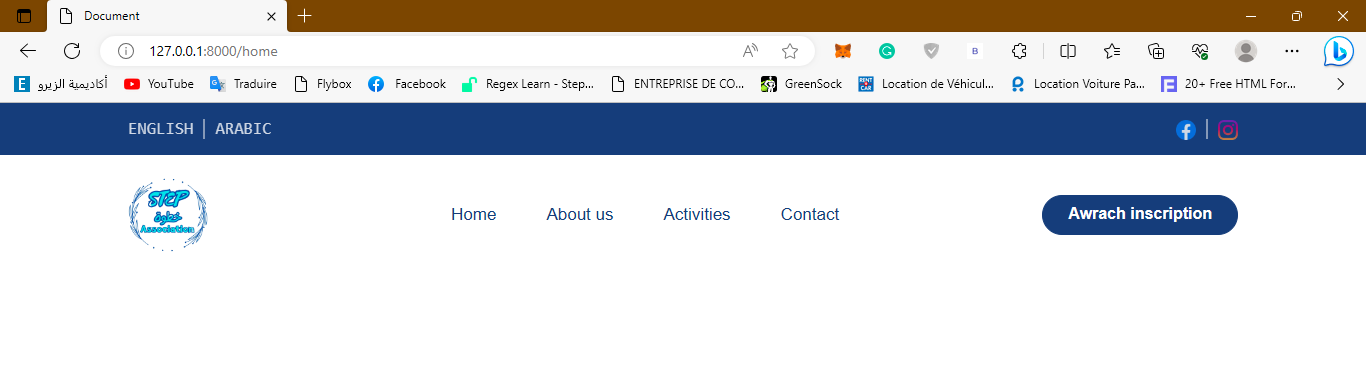 Document
127.0.0.1:8000/home
أكاديمية الزيرو YouTube Traduire Flybox Facebook Regex Learn - Step... ENTREPRISE DE CO... GreenSock Location de Véhicul... Location Voiture Pa... 20+ Free HTML For...
ENGLISH ARABIC
STEP
خطوة
Association
Home About us Activities Contact Awrach inscription